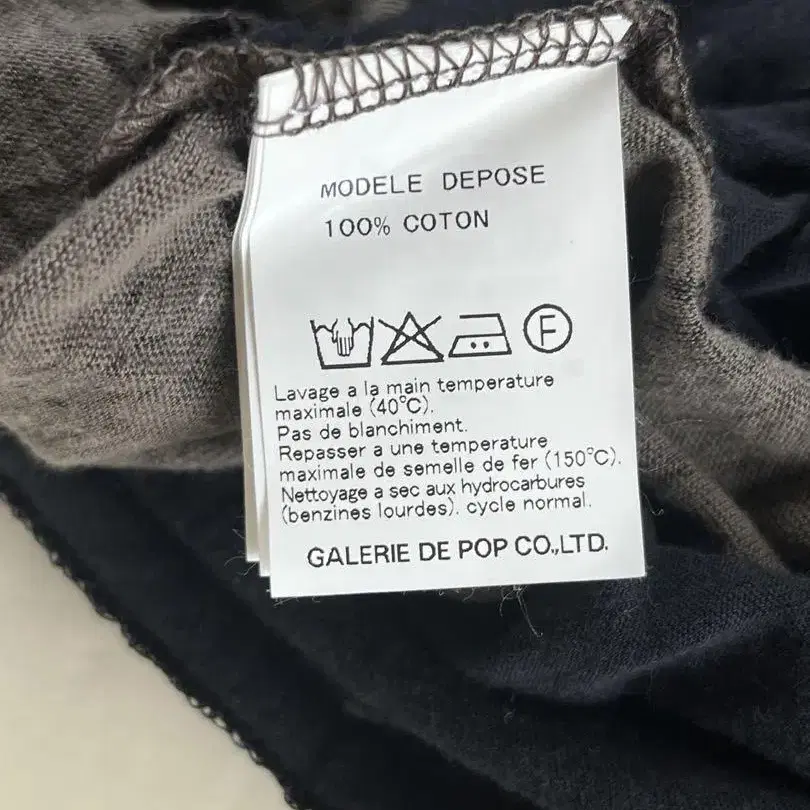 MODELE DEPOSE
100% COTON
F
Lavage a la main temperature
maximale (40°C).
Pas de blanchiment.
Repasser a une temperature
maximale de semelle de fer (150°C).
Nettoyage a sec aux hydrocarbures
(benzines lourdes). cycle normal.
GALERIE DE POP CO.,LTD.